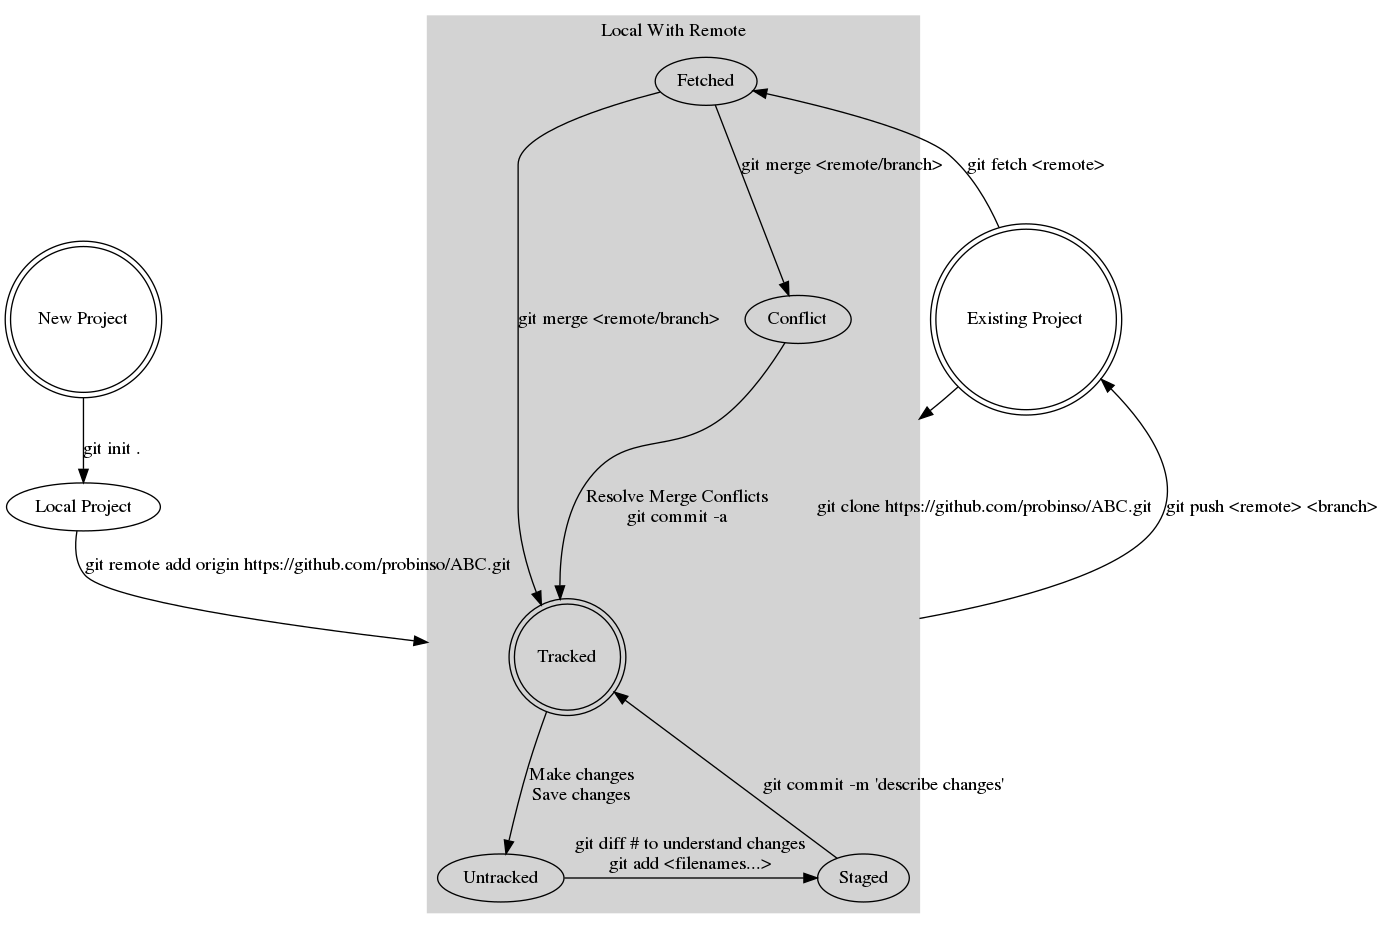 Local With Remote
Fetched
git merge <remote/branch>
git fetch <remote>
New Project
git merge <remote/branch>
Conflict
Existing Project
git init .
Resolve Merge Conflicts
git commit -a
Local Project
git clone https://github.com/probinso/ABC.git
git push <remote> <branch>
git remote add origin https://github.com/probinso/ABC.git
Tracked
Make changes
Save changes
git commit -m 'describe changes'
git diff # to understand changes
git add <filenames...>
Untracked
Staged